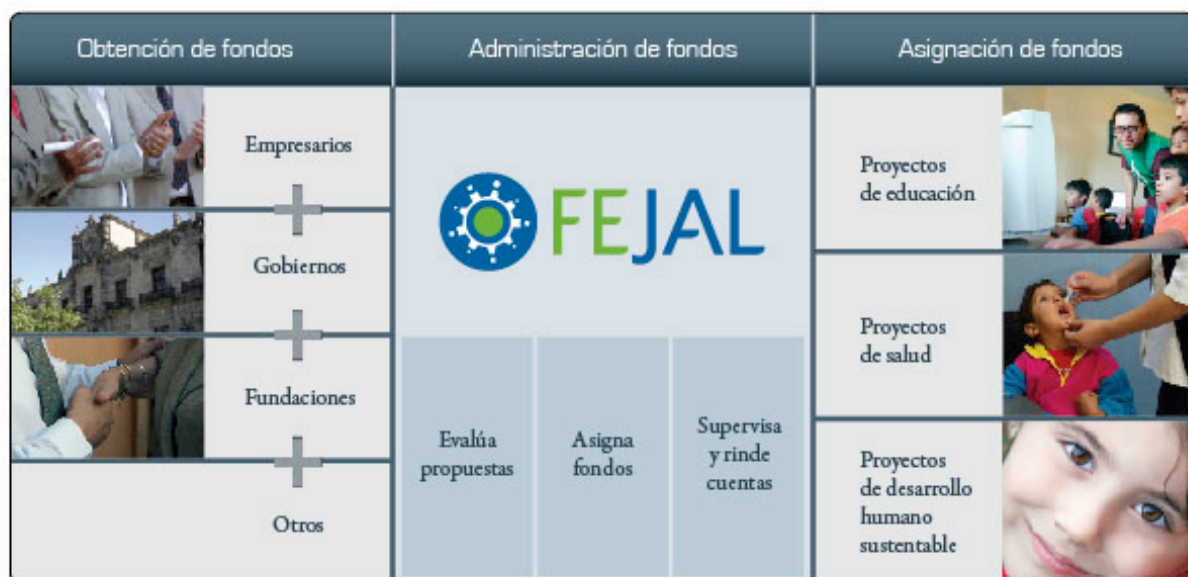 Obtención de fondos
Administración de fondos
Asignación de fondos
Empresarios
Gobiernos
Fundaciones
Otros
FEJAL
Evalúa
propuestas
Asigna
fondos
Supervisa
y rinde
cuentas
Proyectos
de educación
Proyectos
de salud
Proyectos
de desarrollo
humano
sustentable